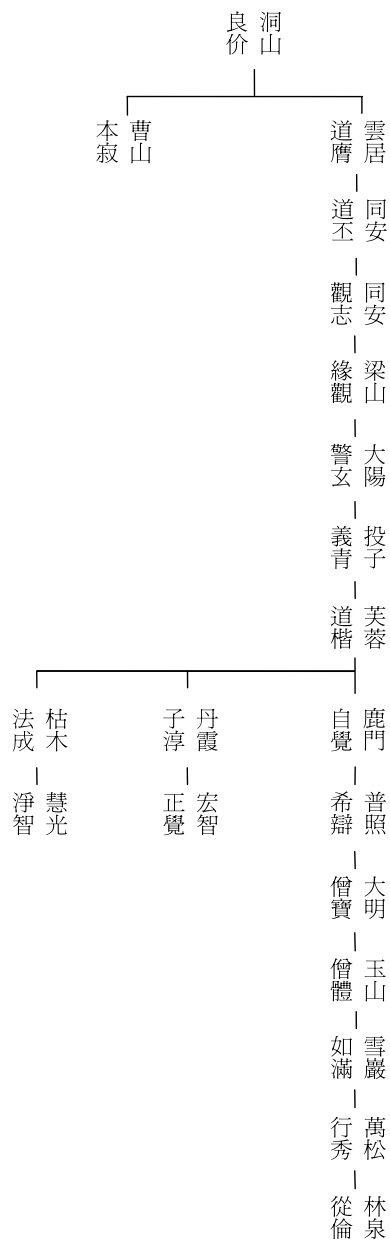 洞山
良价
雲居
道膺
曹山
本寂
同安
道丕
同安
觀志
梁山
緣觀
大陽
警玄
投子
義青
芙蓉
道楷
鹿門
自覺
丹霞
子淳
枯木
法成
普照
希辯
宏智
正覺
慧光
淨智
大明
僧寶
玉山
僧體
雪巖
如滿
萬松
行秀
林泉
從倫